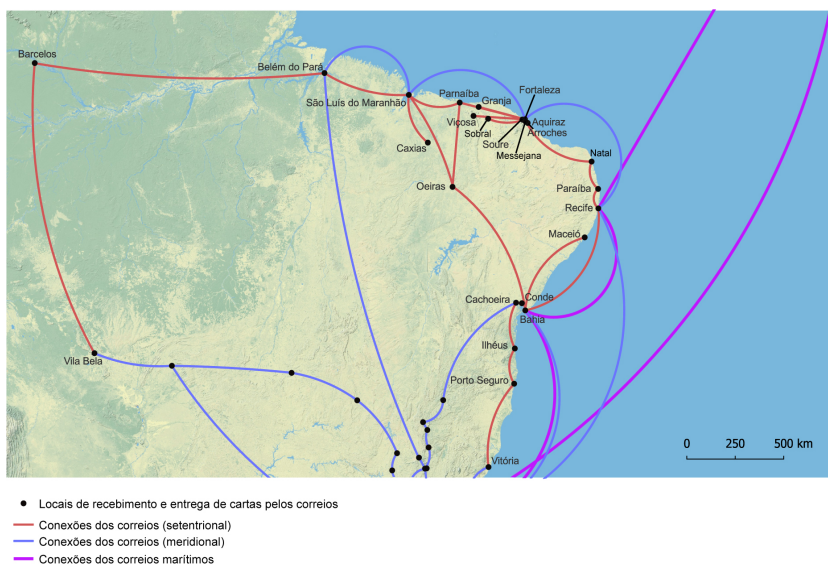 Barcelos
Belém do Pará
São Luís do Maranhão
Parnaíba
Granja
Fortaleza
Viçosa
Sobral
Aquiraz
Arroches
Soure
Messejana
Caxias
Natal
Oeiras
Paraíba
Recife
Maceió
Cachoeira
Conde
Bahia
Ilhéus
Vila Bela
Porto Seguro
Vitória
0 250 500 km
Locais de recebimento e entrega de cartas pelos correios
Conexões dos correios (setentrional)
Conexões dos correios (meridional)
Conexões dos correios marítimos